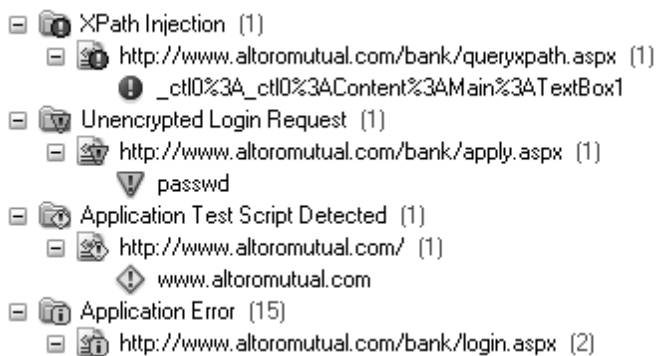 XPath Injection (1)
http://www.altoromutual.com/bank/queryxpath.aspx (1)
_ctl0%3A_ctl0%3AContent%3AMain%3ATextBox1
Unencrypted Login Request (1)
http://www.altoromutual.com/bank/apply.aspx (1)
passwd
Application Test Script Detected (1)
http://www.altoromutual.com/ (1)
www.altoromutual.com
Application Error (15)
http://www.altoromutual.com/bank/login.aspx (2)